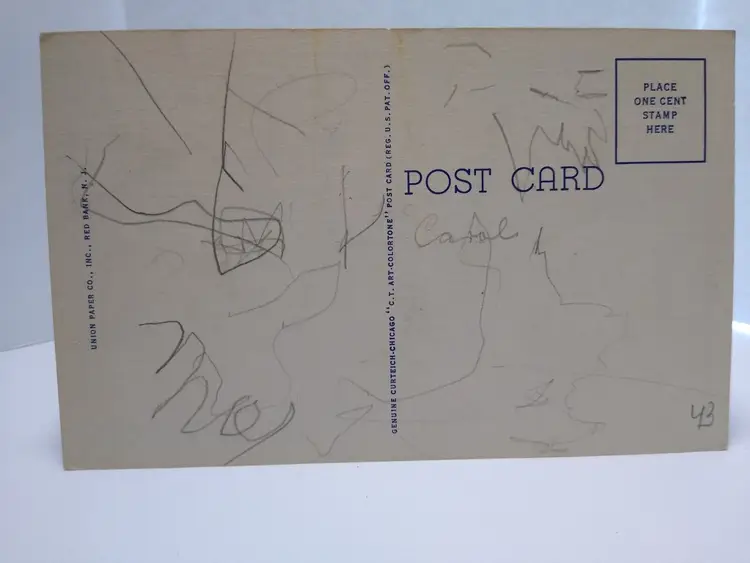 UNION PAPER CO., INC., RED BANK, N. J.
GENUINE CURTEICH-CHICAGO "C.T. ART-COLORTONE" POST CARD (REG. U.S. PAT. OFF.)
PLACE
ONE CENT
STAMP
HERE
POST CARD
Carol
43